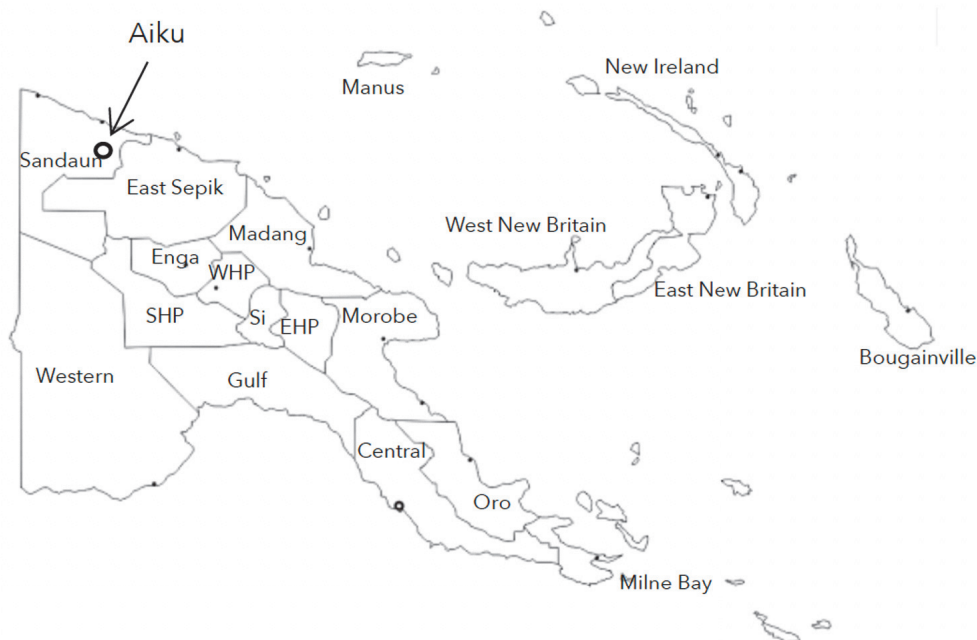 Aiku
Manus
New Ireland
Sandaun
East Sepik
West New Britain
Madang
Enga
WHP
East New Britain
SHP
Si
EHP
Morobe
Bougainville
Western
Gulf
Central
Oro
Milne Bay